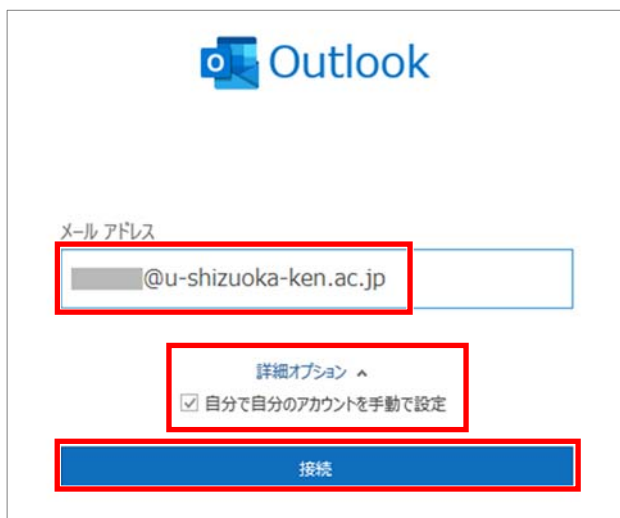 Outlook
メール アドレス
@u-shizuoka-ken.ac.jp
詳細オプション ^
自分で自分のアカウントを手動で設定
接続